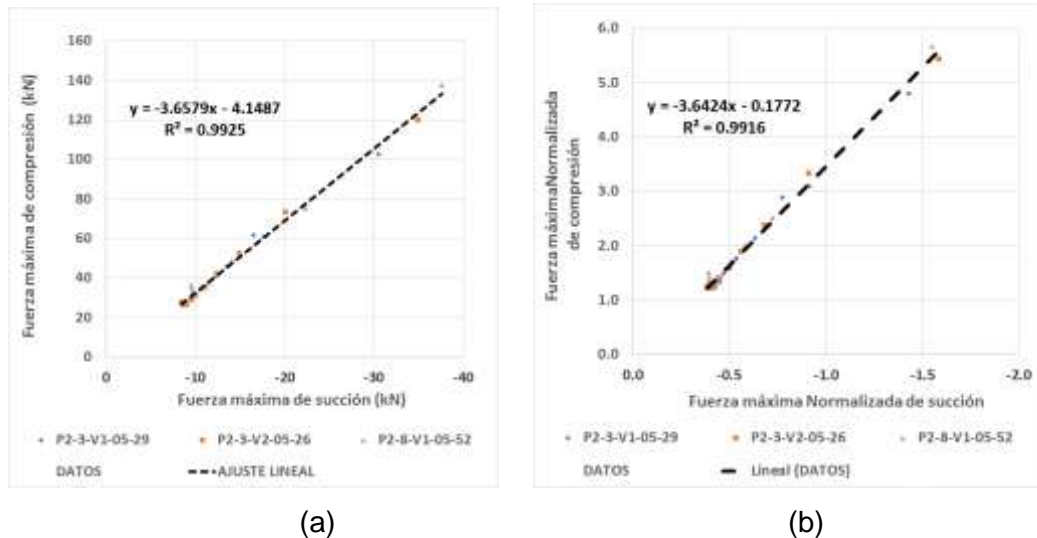 160
140
120
100
80
60
40
20
0
Fuerza máxima de compresión (kN)
y = -3.6579x - 4.1487
R² = 0.9925
0 -10 -20 -30 -40
Fuerza máxima de succión (kN)
P2-3-V1-05-29 P2-3-V2-05-26 P2-8-V1-05-52
DATOS AJUSTE LINEAL
(a)
6.0
5.0
4.0
3.0
2.0
1.0
0.0
Fuerza máximaNormalizada
de compresión
y = -3.6424x - 0.1772
R² = 0.9916
0.0 -0.5 -1.0 -1.5 -2.0
Fuerza máxima Normalizada de succión
P2-3-V1-05-29 P2-3-V2-05-26 P2-8-V1-05-52
DATOS Lineal (DATOS)
(b)